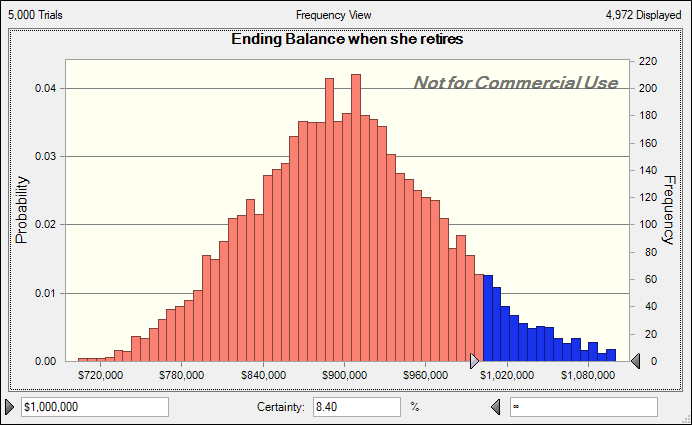 5,000 Trials Frequency View 4,972 Displayed
Ending Balance when she retires
Not for Commercial Use
Probability
0.04
0.03
0.02
0.01
0.00
220
200
180
160
140
120
100
80
60
40
20
0
Frequency
$720,000 $780,000 $840,000 $900,000 $960,000 $1,020,000 $1,080,000
$1,000,000 Certainty: 8.40 % ∞